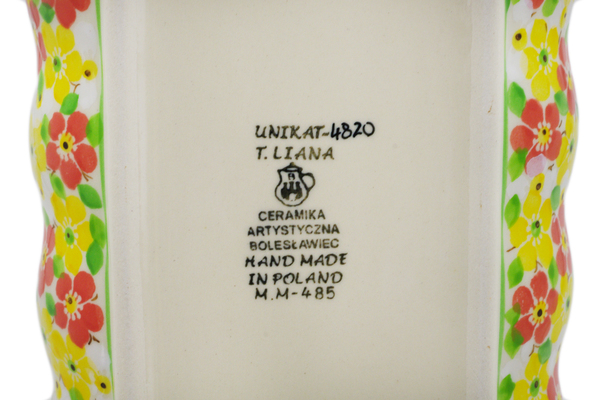 UNIKAT-4820
T. LIANA
CERAMIKA
ARTYSTYCZNA
BOLESŁAWIEC
HAND MADE
IN POLAND
M.M-485